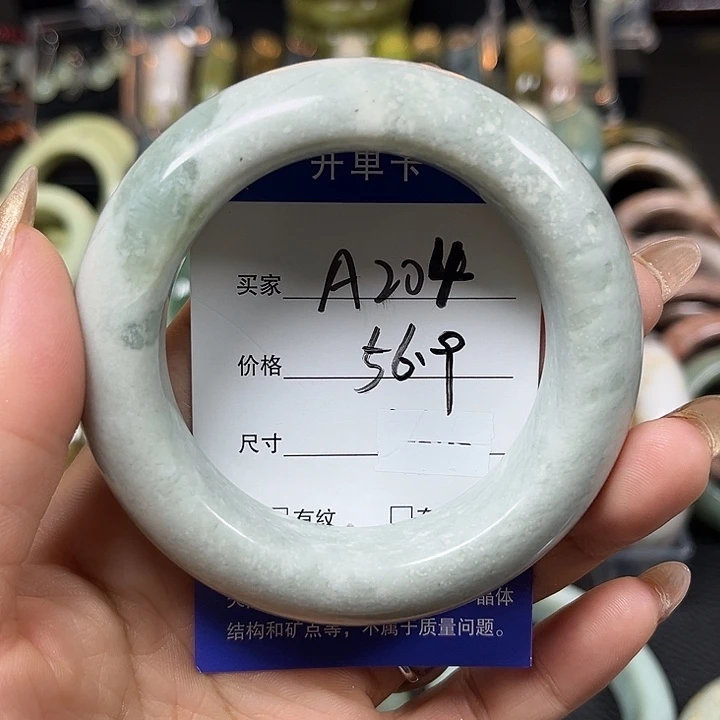 开单卡
买家 A204
价格 56.9
尺寸
有纹
晶体
结构和矿点等，不属于质量问题。